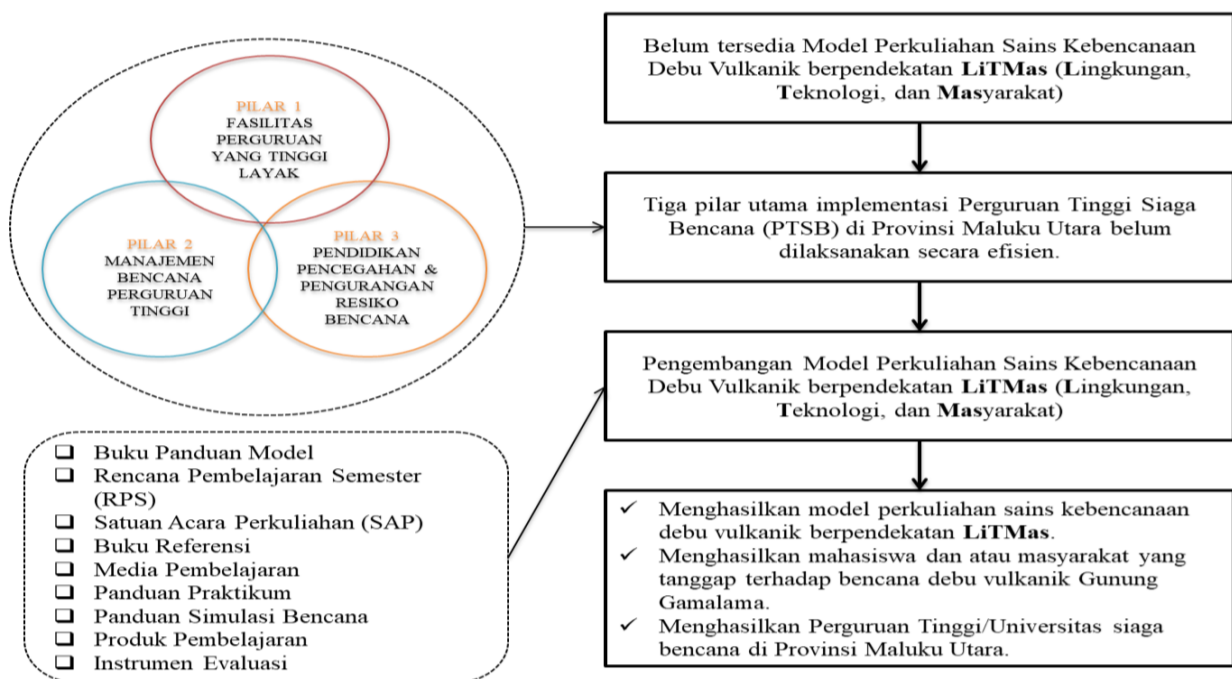 PILAR 1
FASILITAS
PERGURUAN
YANG TINGGI
LAYAK
PILAR 2
MANAJEMEN
BENCANA
PERGURUAN
TINGGI
PILAR 3
PENDIDIKAN
PENCEGAHAN &
PENGURANGAN
RESIKO
BENCANA
Buku Panduan Model
Rencana Pembelajaran Semester
(RPS)
Satuan Acara Perkuliahan (SAP)
Buku Referensi
Media Pembelajaran
Panduan Praktikum
Panduan Simulasi Bencana
Produk Pembelajaran
Instrumen Evaluasi
Belum tersedia Model Perkuliahan Sains Kebencanaan
Debu Vulkanik berpendekatan LiTMas (Lingkungan,
Teknologi, dan Masyarakat)
Tiga pilar utama implementasi Perguruan Tinggi Siaga
Bencana (PTSB) di Provinsi Maluku Utara belum
dilaksanakan secara efisien.
Pengembangan Model Perkuliahan Sains Kebencanaan
Debu Vulkanik berpendekatan LiTMas (Lingkungan,
Teknologi, dan Masyarakat)
Menghasilkan model perkuliahan sains kebencanaan
debu vulkanik berpendekatan LiTMas.
Menghasilkan mahasiswa dan atau masyarakat yang
tanggap terhadap bencana debu vulkanik Gunung
Gamalama.
Menghasilkan Perguruan Tinggi/Universitas siaga
bencana di Provinsi Maluku Utara.